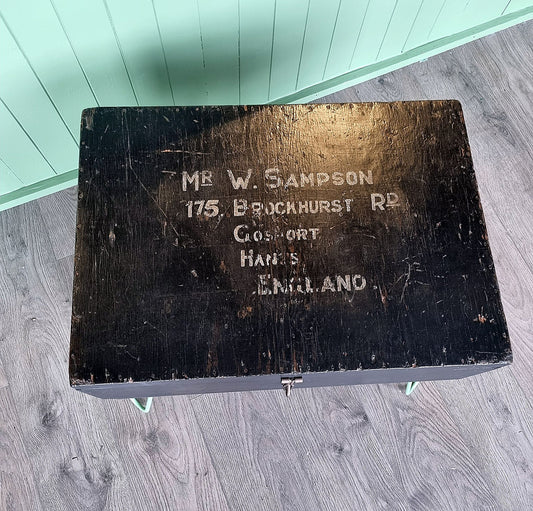 MR W. SAMPSON
175, BROCKHURST RD
GOSPORT
HANTS
ENGLAND.